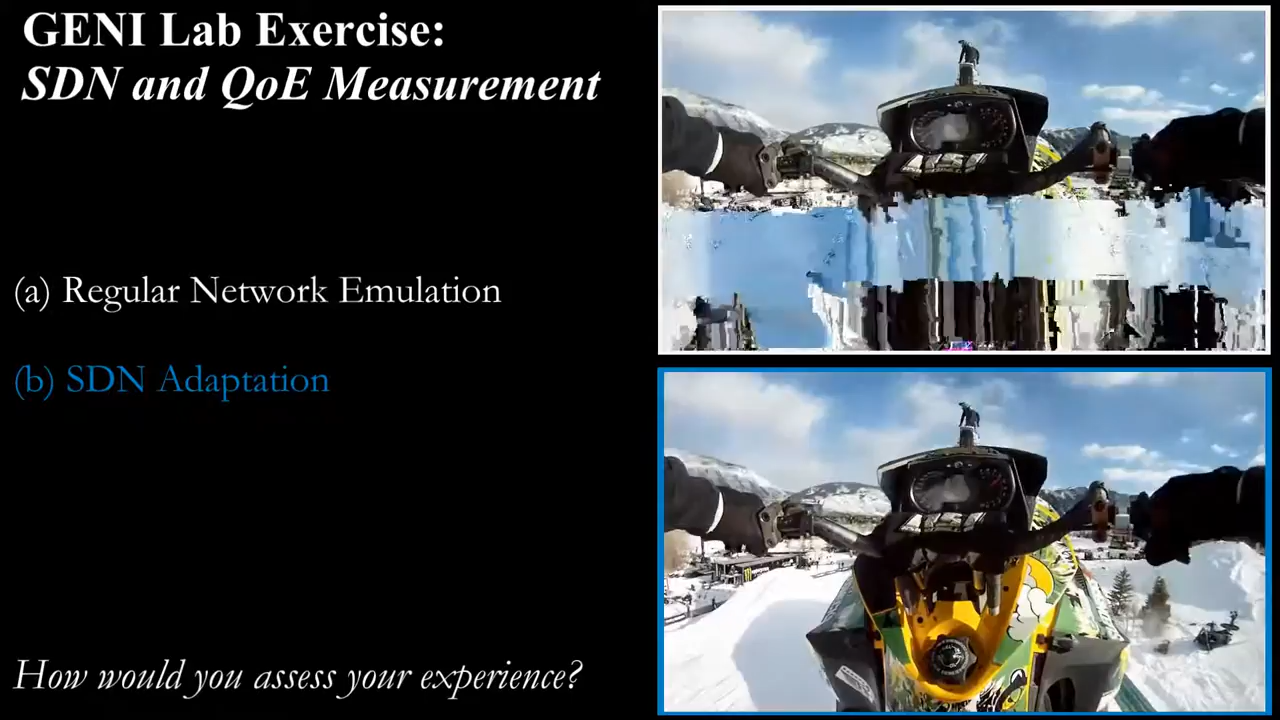 GENI Lab Exercise:
SDN and QoE Measurement
(a) Regular Network Emulation
(b) SDN Adaptation
How would you assess your experience?